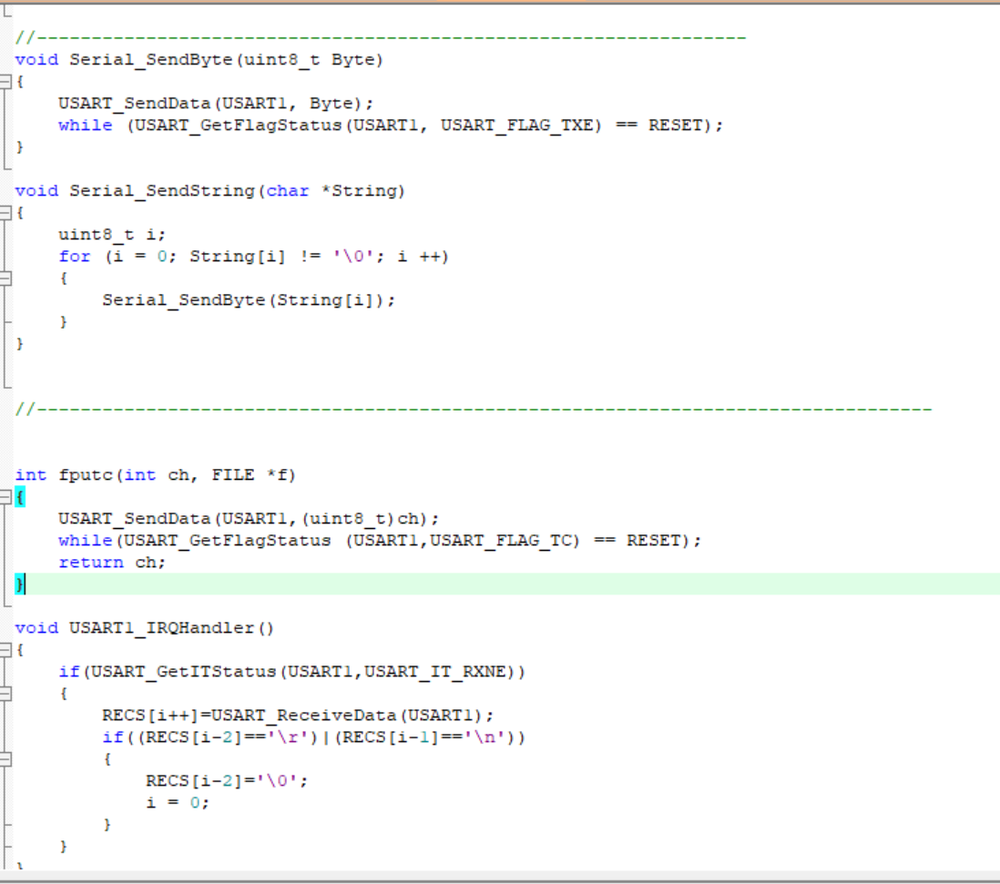 //-----------------------------------------------------------------
void Serial_SendByte(uint8_t Byte)
{
    USART_SendData(USART1, Byte);
    while (USART_GetFlagStatus(USART1, USART_FLAG_TXE) == RESET);
}
void Serial_SendString(char *String)
{
    uint8_t i;
    for (i = 0; String[i] != '\0'; i ++)
    {
        Serial_SendByte(String[i]);
    }
}
//----------------------------------------------------------------------------------
int fputc(int ch, FILE *f)
{
    USART_SendData(USART1,(uint8_t)ch);
    while(USART_GetFlagStatus (USART1,USART_FLAG_TC) == RESET);
    return ch;
}
void USART1_IRQHandler()
{
    if(USART_GetITStatus(USART1,USART_IT_RXNE))
    {
        RECS[i++]=USART_ReceiveData(USART1);
        if((RECS[i-2]=='\r')|(RECS[i-1]=='\n'))
        {
            RECS[i-2]='\0';
            i = 0;
        }
    }
}